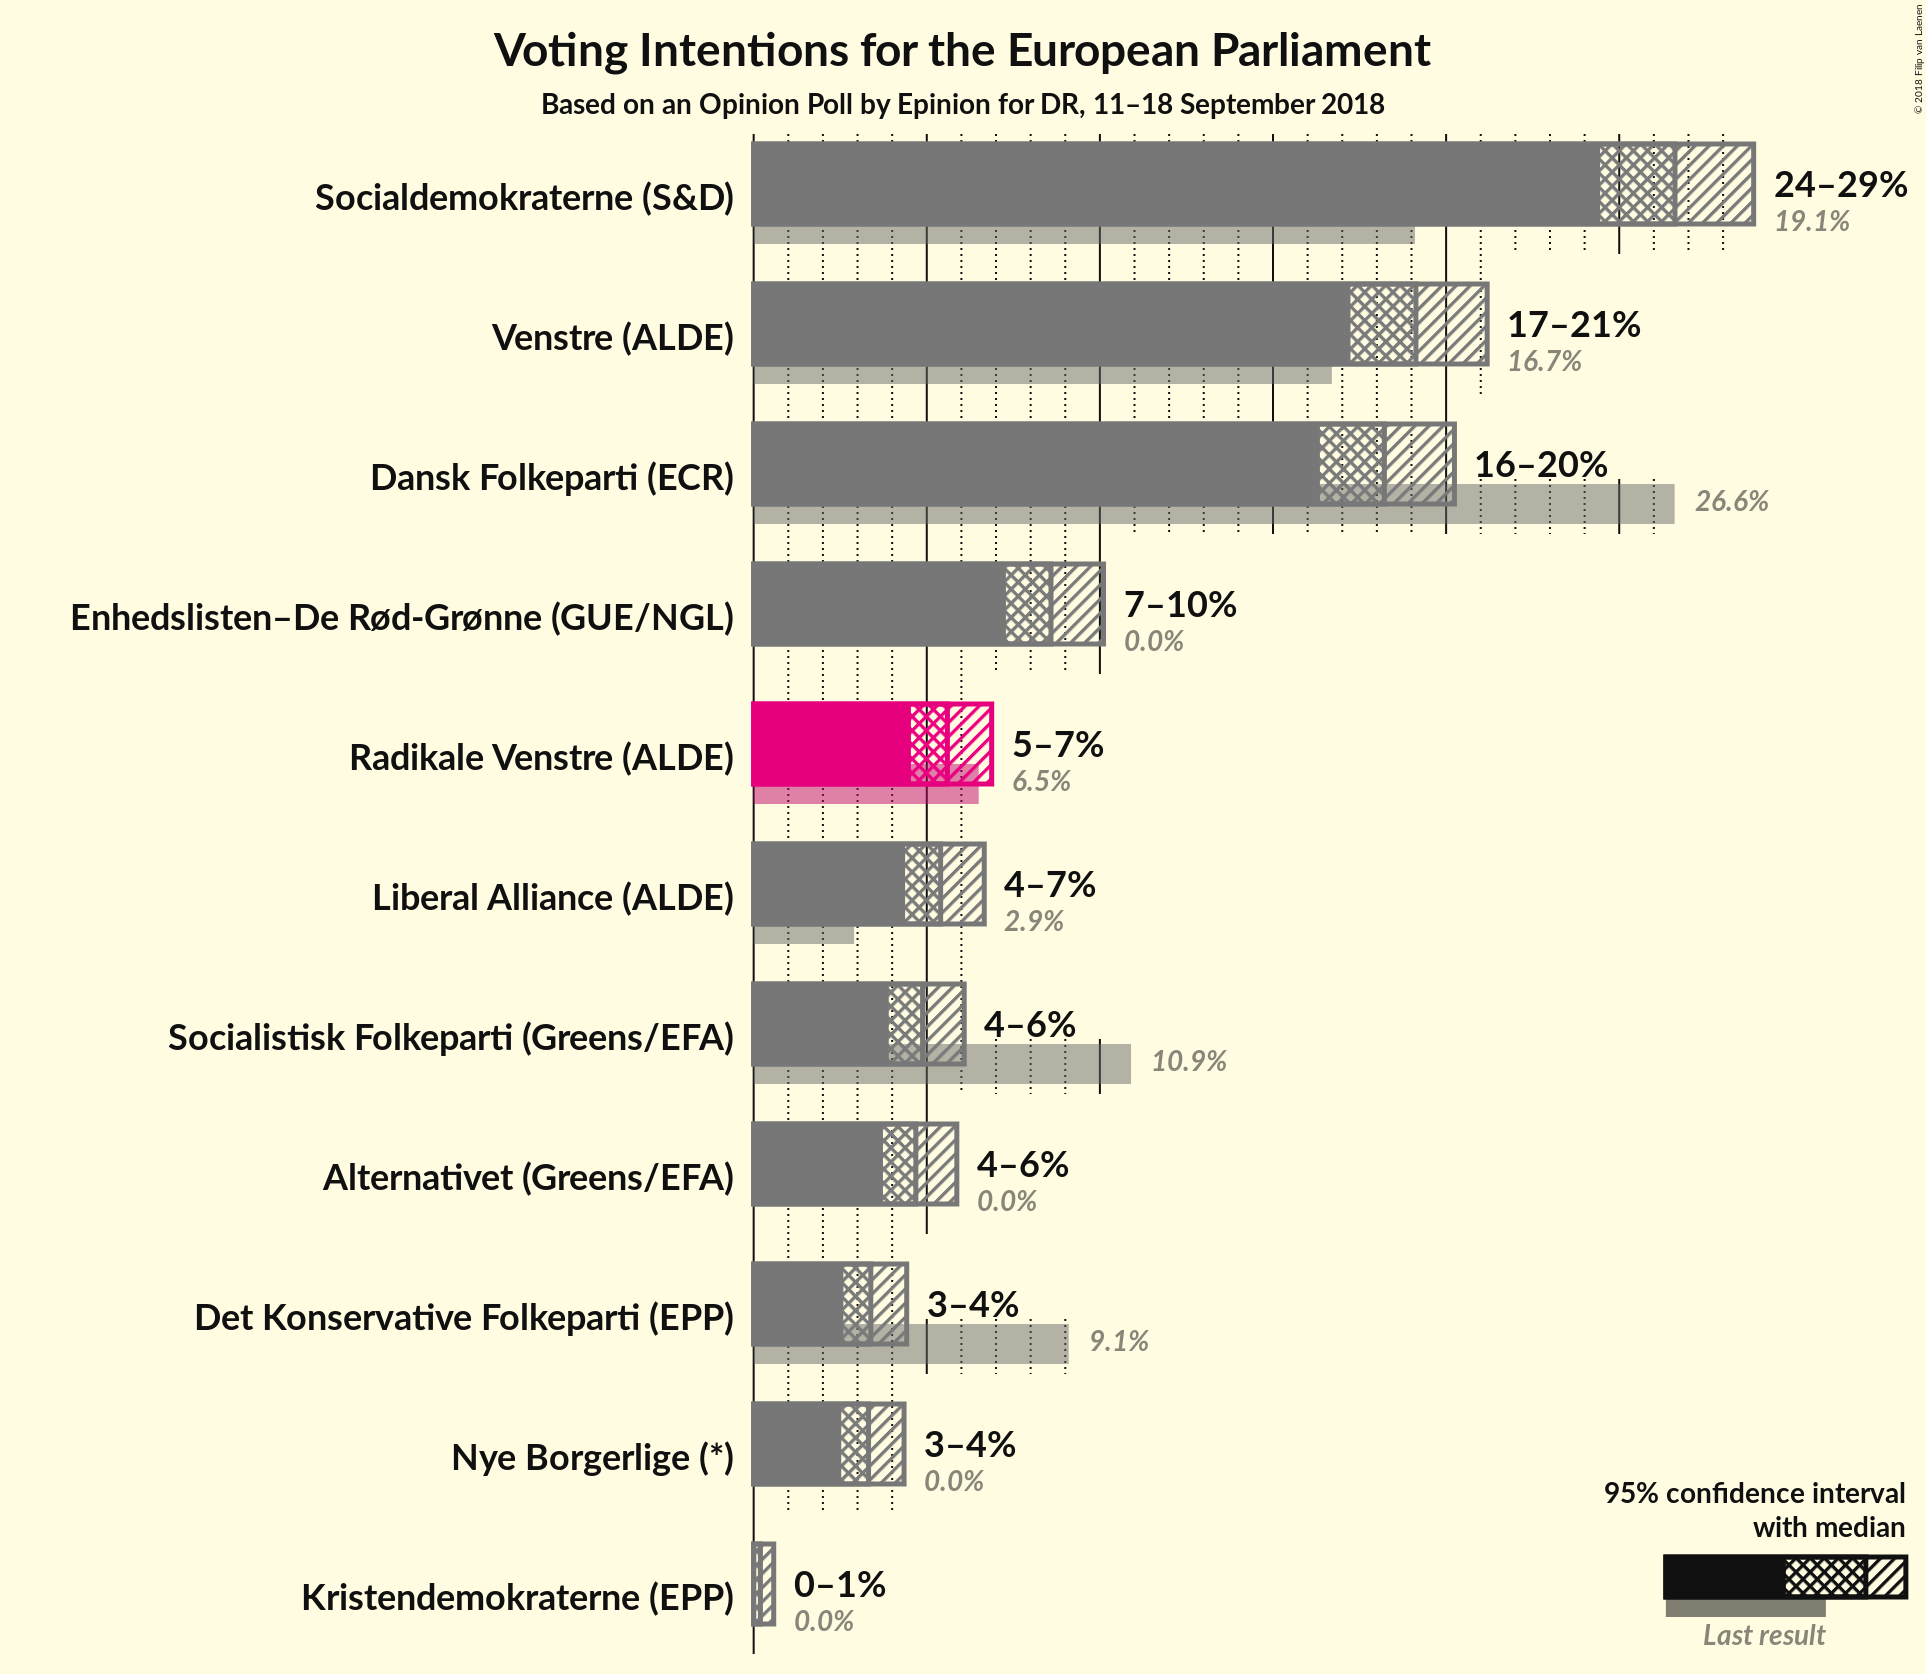 Voting Intentions for the European Parliament
Based on an Opinion Poll by Epinion for DR, 11–18 September 2018
© 2018 Filip van Laenen
Socialdemokraterne (S&D)
24–29%
19.1%
Venstre (ALDE)
17–21%
16.7%
Dansk Folkeparti (ECR)
16–20%
26.6%
Enhedslisten–De Rød-Grønne (GUE/NGL)
7–10%
0.0%
Radikale Venstre (ALDE)
5–7%
6.5%
Liberal Alliance (ALDE)
4–7%
2.9%
Socialistisk Folkeparti (Greens/EFA)
4–6%
10.9%
Alternativet (Greens/EFA)
4–6%
0.0%
Det Konservative Folkeparti (EPP)
3–4%
9.1%
Nye Borgerlige (*)
3–4%
0.0%
Kristendemokraterne (EPP)
0–1%
0.0%
95% confidence interval
with median
Last result